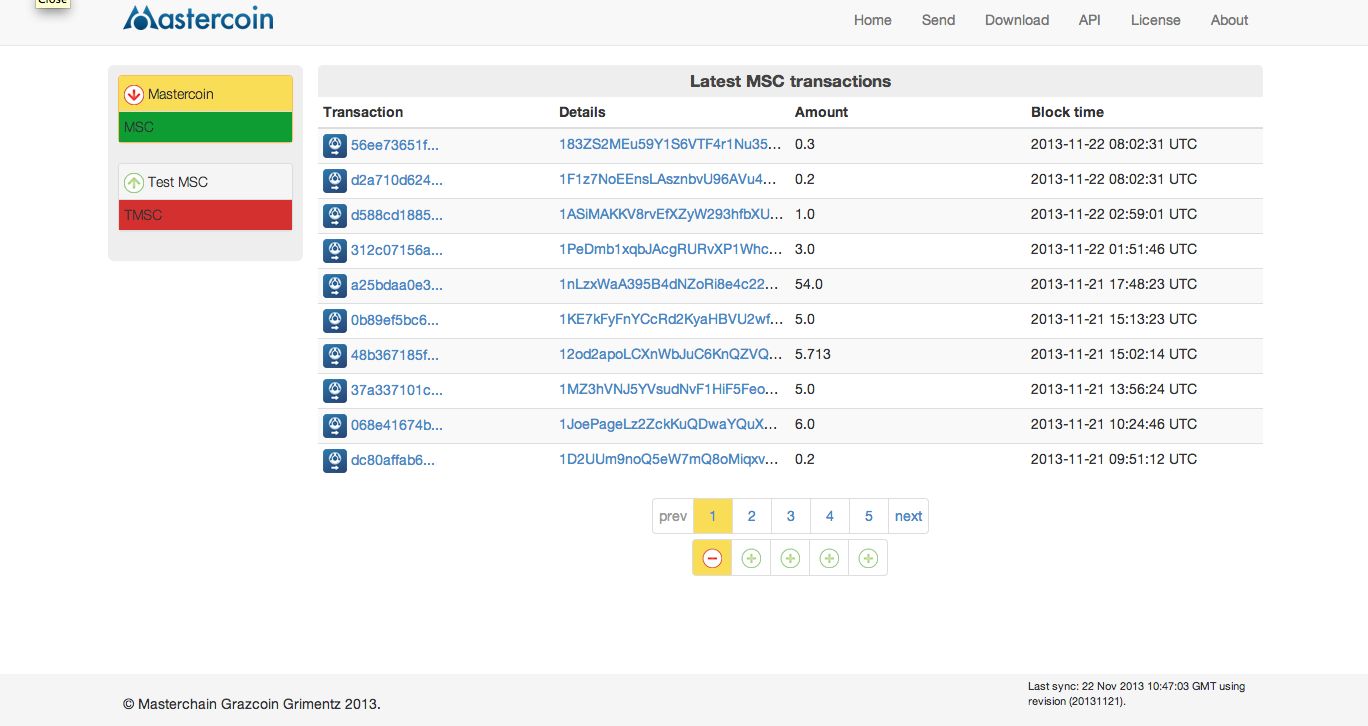 Close
Mastercoin
Home Send Download API License About
Mastercoin
MSC
Test MSC
TMSC
Latest MSC transactions
Transaction Details Amount Block time
56ee73651f... 183ZS2MEu59Y1S6VTF4r1Nu35... 0.3 2013-11-22 08:02:31 UTC
d2a710d624... 1F1z7NoEEnsLAsznbvU96AVu4... 0.2 2013-11-22 08:02:31 UTC
d588cd1885... 1ASiMAKKV8rvEfXZyW293hfbXU... 1.0 2013-11-22 02:59:01 UTC
312c07156a... 1PeDmb1xqbJAcgRURvXP1Whc... 3.0 2013-11-22 01:51:46 UTC
a25bdaa0e3... 1nLzxWaA395B4dNZoRi8e4c22... 54.0 2013-11-21 17:48:23 UTC
0b89ef5bc6... 1KE7kFyFnYCcRd2KyaHBVU2wf... 5.0 2013-11-21 15:13:23 UTC
48b367185f... 12od2apoLCXnWbJuC6KnQZVQ... 5.713 2013-11-21 15:02:14 UTC
37a337101c... 1MZ3hVNJ5YVsudNvF1HiF5Feo... 5.0 2013-11-21 13:56:24 UTC
068e41674b... 1JoePageLz2ZckKuQDwaYQuX... 6.0 2013-11-21 10:24:46 UTC
dc80affab6... 1D2UUm9noQ5eW7mQ8oMiqxv... 0.2 2013-11-21 09:51:12 UTC
prev 1 2 3 4 5 next
© Masterchain Grazcoin Grimentz 2013.
Last sync: 22 Nov 2013 10:47:03 GMT using
revision (20131121).